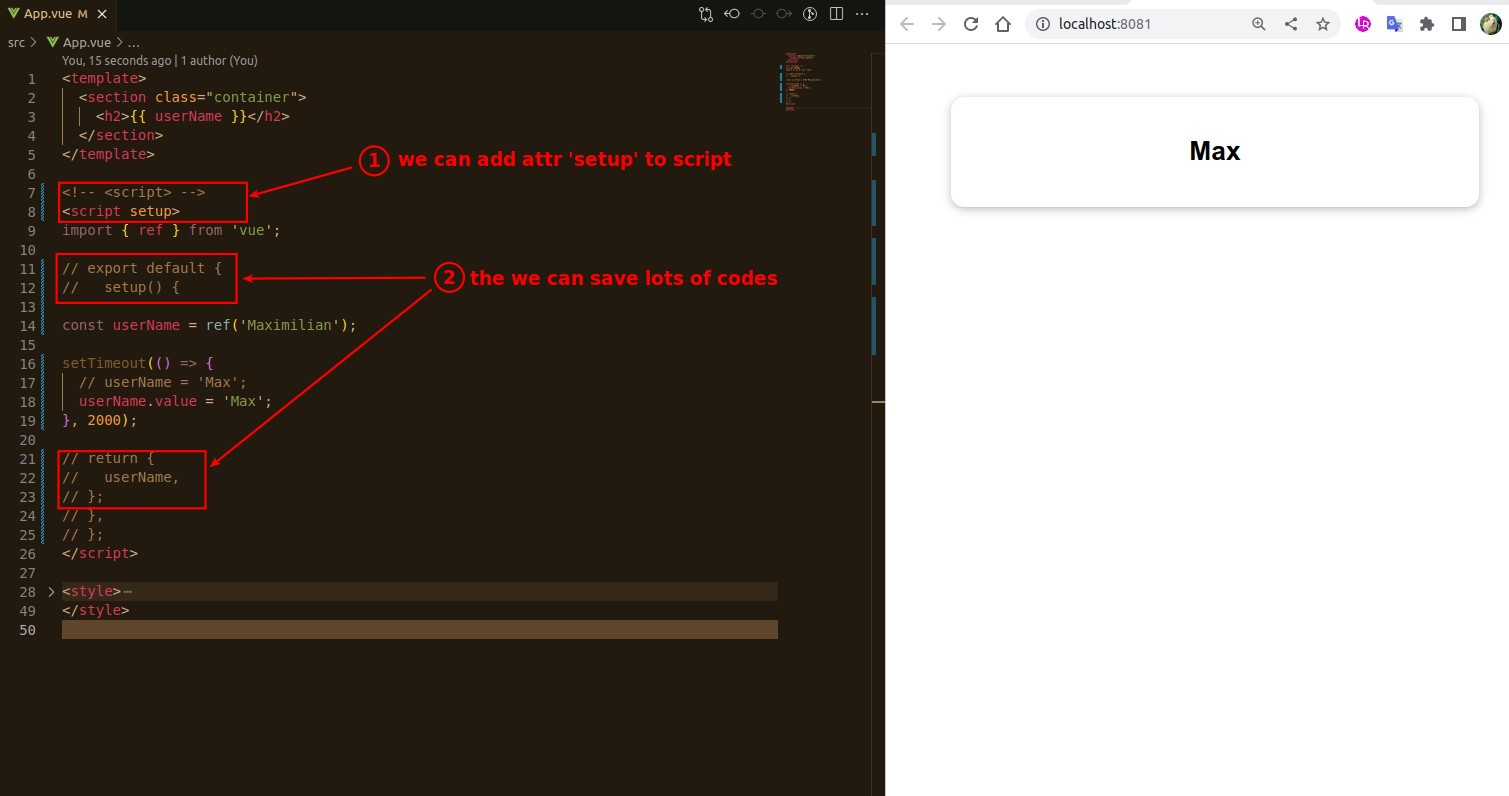 App.vue M
src > App.vue > ...
You, 15 seconds ago | 1 author (You)
1 <template>
2 <section class="container">
3 <h2>{{ userName }}</h2>
4 </section>
5 </template>
6
7 <!-- <script> -->
8 <script setup>
9 import { ref } from 'vue';
10
11 // export default {
12 //   setup() {
13
14 const userName = ref('Maximilian');
15
16 setTimeout(() => {
17 // userName = 'Max';
18 userName.value = 'Max';
19 }, 2000);
20
21 // return {
22 //   userName,
23 // };
24 // },
25 // };
26 </script>
27
28 <style>...
49 </style>
50
1 we can add attr 'setup' to script
2 the we can save lots of codes
localhost:8081
Max